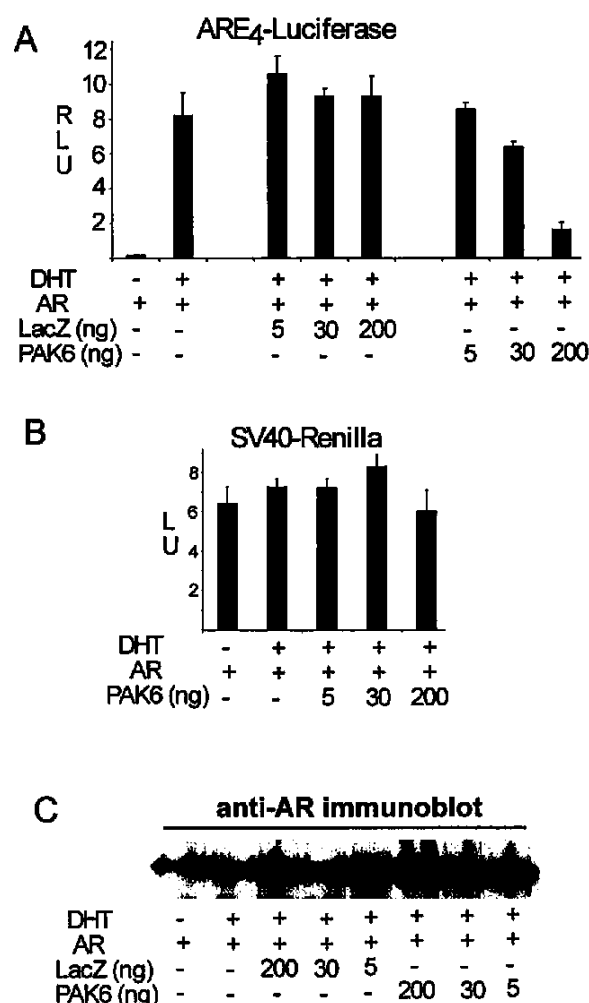 A
ARE4-Luciferase
RLU
12
10
8
6
4
2
DHT - + + + + + + +
AR + + + + + + + +
LacZ (ng) - - 5 30 200 - - -
PAK6 (ng) - - - - - 5 30 200
B
SV40-Renilla
LU
8
6
4
2
DHT - + + + +
AR + + + + +
PAK6 (ng) - - 5 30 200
C
anti-AR immunoblot
DHT - + + + + + + +
AR + + + + + + + +
LacZ (ng) - - 200 30 5 - - -
PAK6 (ng) - - - - - 200 30 5